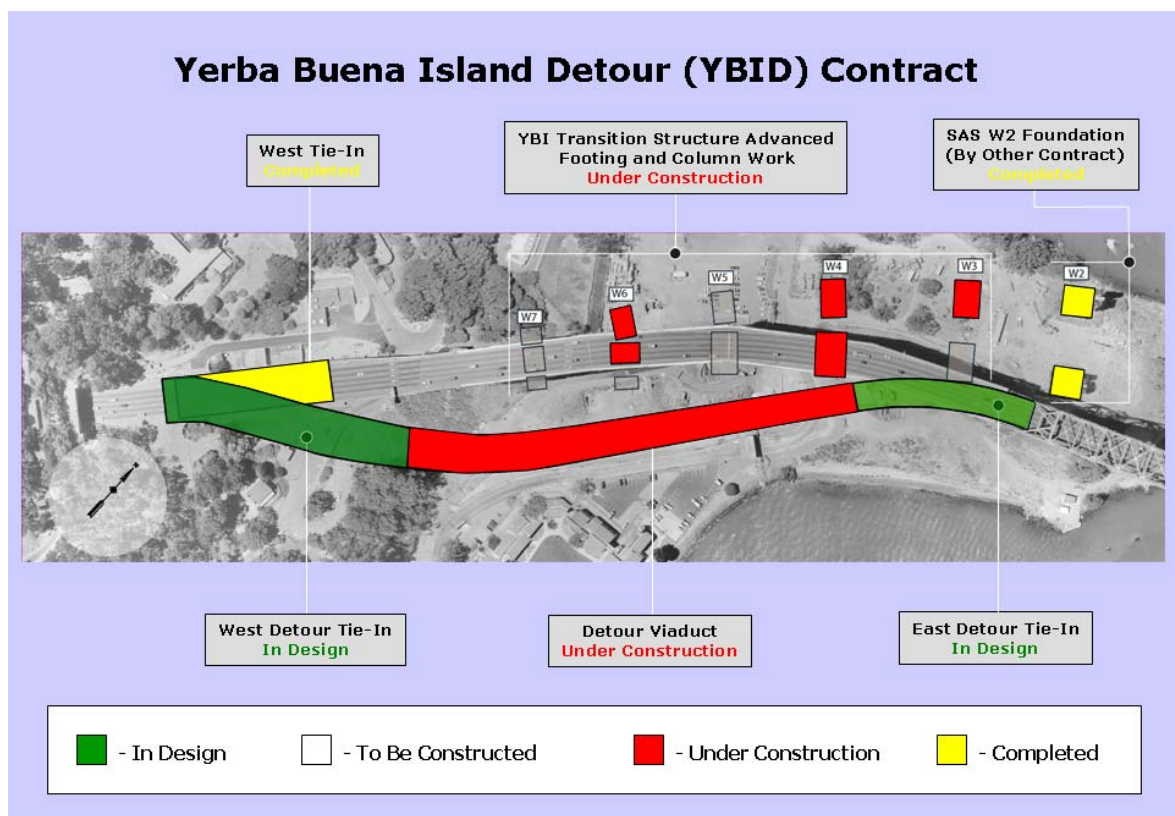 Yerba Buena Island Detour (YBID) Contract
West Tie-In
Completed
YBI Transition Structure Advanced
Footing and Column Work
Under Construction
SAS W2 Foundation
(By Other Contract)
Completed
W7
W6
W5
W4
W3
W2
West Detour Tie-In
In Design
Detour Viaduct
Under Construction
East Detour Tie-In
In Design
- In Design
- To Be Constructed
- Under Construction
- Completed